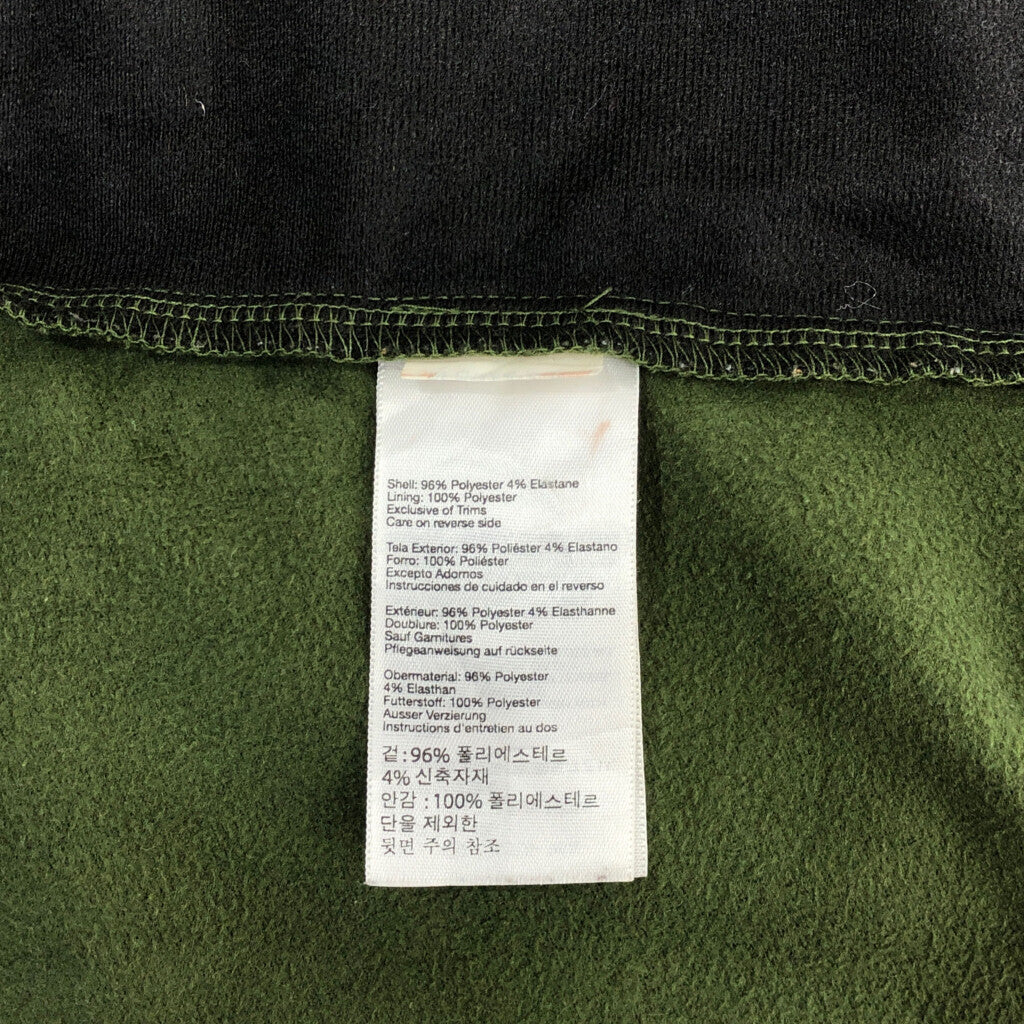 Shell: 96% Polyester 4% Elastane
Lining: 100% Polyester
Exclusive of Trims
Care on reverse side
Tela Exterior: 96% Poliéster 4% Elastano
Forro: 100% Poliéster
Excepto Adornos
Instrucciones de cuidado en el reverso
Extérieur: 96% Polyester 4% Elasthanne
Doublure: 100% Polyester
Sauf Garnitures
Pflegeanweisung auf rückseite
Obermaterial: 96% Polyester
4% Elasthan
Futterstoff: 100% Polyester
Ausser Verzierung
Instructions d'entretien au dos
겉:96% 폴리에스테르
4% 신축자재
안감 :100% 폴리에스테르
단물 제외한
뒷면 주의 참조